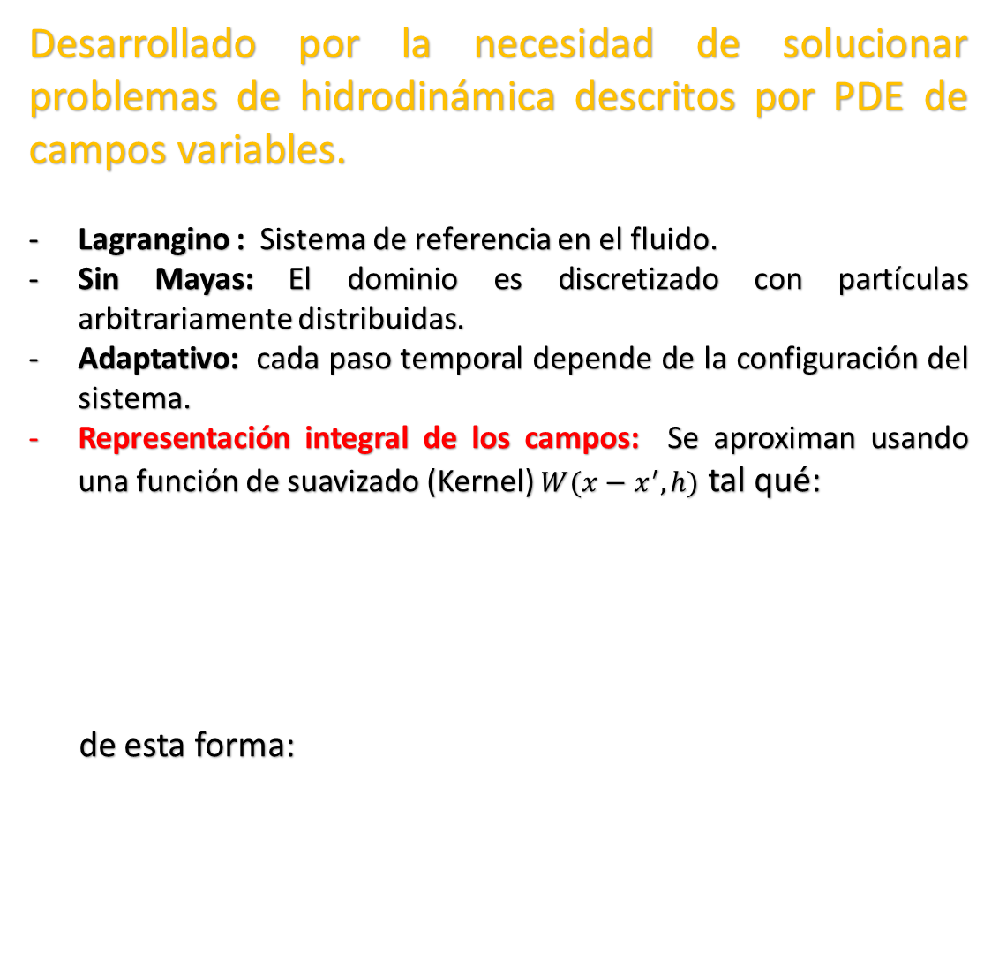 Desarrollado por la necesidad de solucionar
problemas de hidrodinámica descritos por PDE de
campos variables.
- Lagrangino : Sistema de referencia en el fluido.
- Sin Mayas: El dominio es discretizado con partículas
arbitrariamente distribuidas.
- Adaptativo: cada paso temporal depende de la configuración del
sistema.
- Representación integral de los campos: Se aproximan usando
una función de suavizado (Kernel) W(x − x′, h) tal qué:
de esta forma: